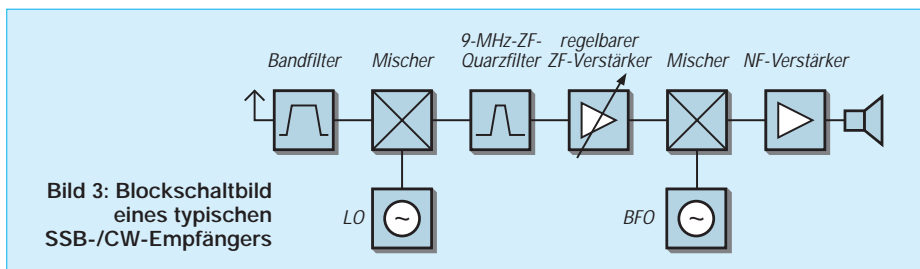 Bandfilter
Mischer
9-MHz-ZF-
Quarzfilter
regelbarer
ZF-Verstärker
Mischer
NF-Verstärker
LO
~
BFO
~
Bild 3: Blockschaltbild
eines typischen
SSB-/CW-Empfängers